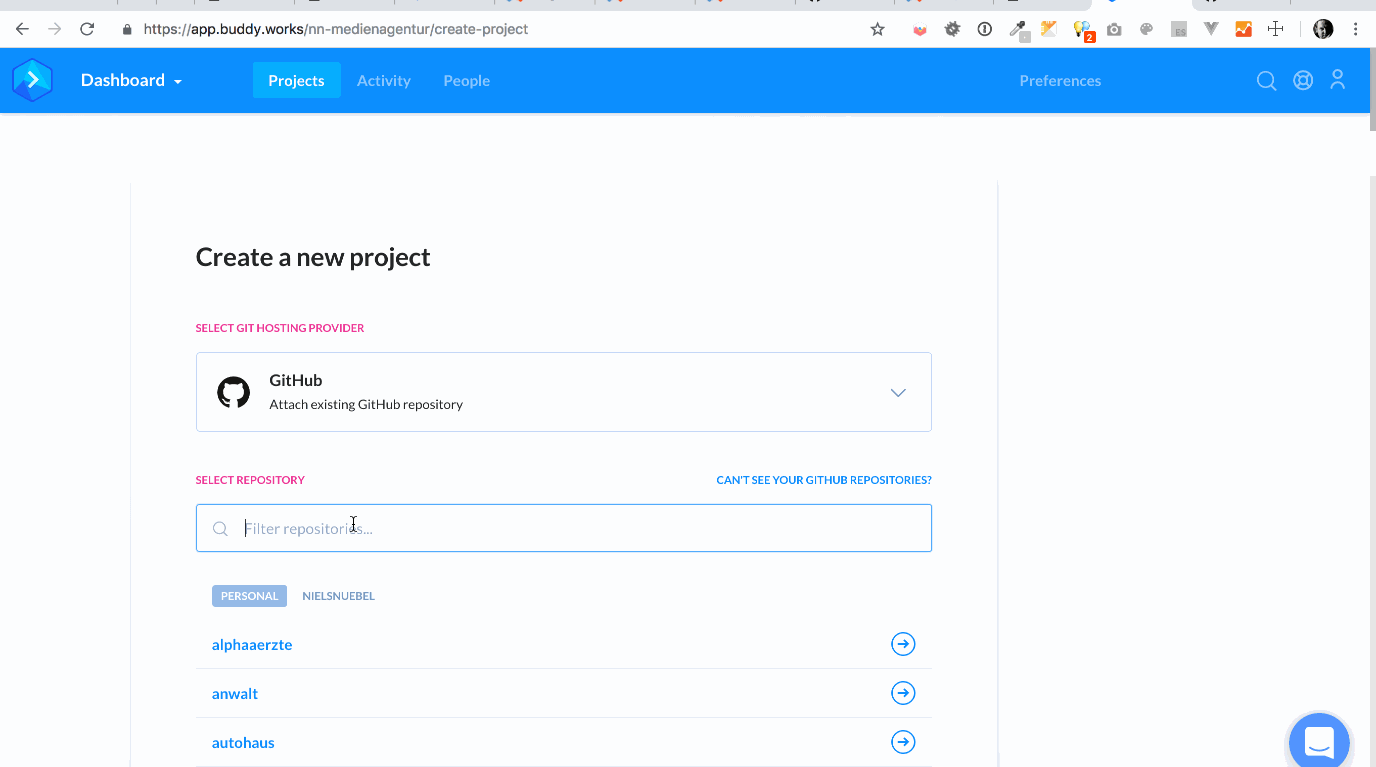 https://app.buddy.works/nn-medienagentur/create-project
2
ES
Dashboard Projects Activity People Preferences
Create a new project
SELECT GIT HOSTING PROVIDER
GitHub
Attach existing GitHub repository
SELECT REPOSITORY CAN'T SEE YOUR GITHUB REPOSITORIES?
Filter repositories...
PERSONAL NIELSNUEBEL
alphaaerzte
anwalt
autohaus